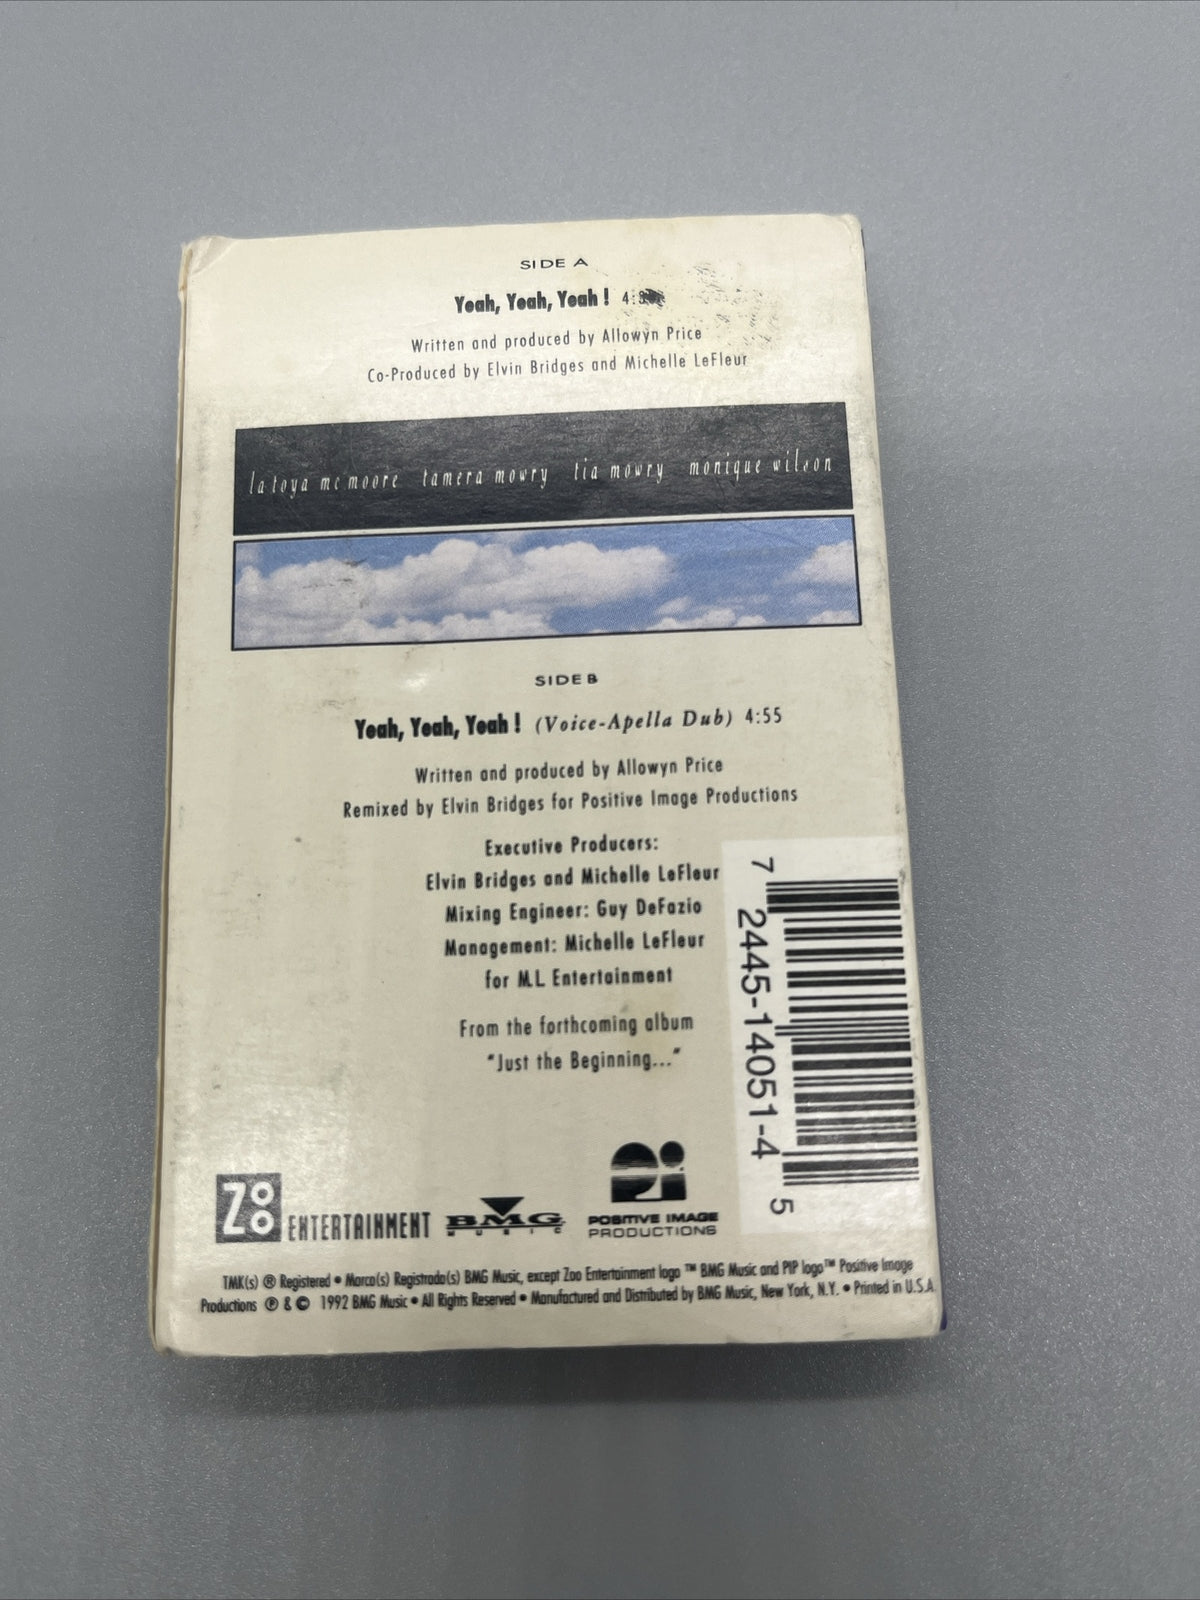 SIDE A
Yeah, Yeah, Yeah !
Written and produced by Allowyn Price
Co-Produced by Elvin Bridges and Michelle LeFleur
latoya mcmoore tamera mowry tia mowry monique wilson
SIDE B
Yeah, Yeah, Yeah ! (Voice-Apella Dub) 4:55
Written and produced by Allowyn Price
Remixed by Elvin Bridges for Positive Image Productions
Executive Producers:
Elvin Bridges and Michelle LeFleur
Mixing Engineer: Guy DeFazio
Management: Michelle LeFleur
for M.L. Entertainment
From the forthcoming album
"Just the Beginning..."
7 2445-14051-4 5
Zoo ENTERTAINMENT
BMG MUSIC
POSITIVE IMAGE
PRODUCTIONS
TMK(s) ® Registered • Marca(s) Registrada(s) BMG Music, except Zoo Entertainment logo ™ BMG Music and PIP logo™ Positive Image
Productions ℗ & © 1992 BMG Music • All Rights Reserved • Manufactured and Distributed by BMG Music, New York, N.Y. • Printed in U.S.A.